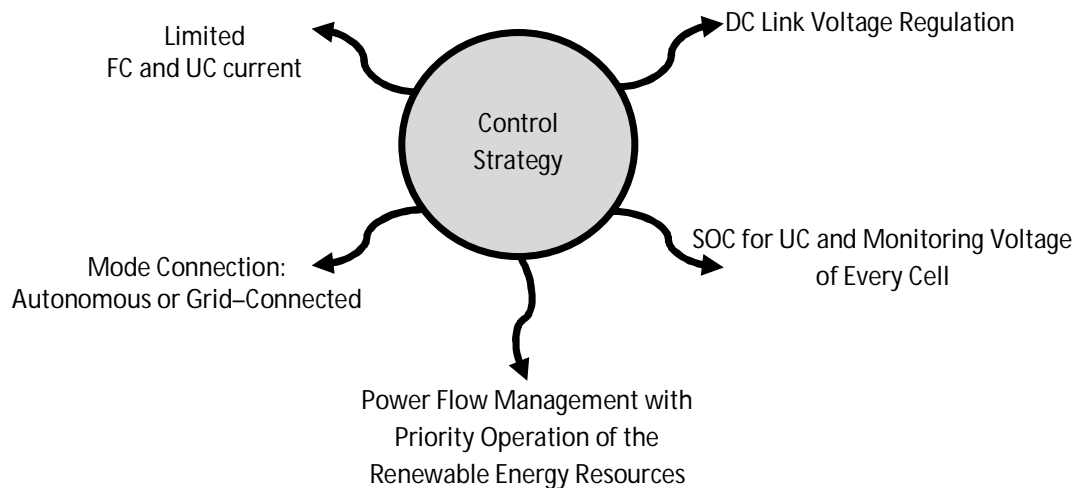 Limited
FC and UC current
DC Link Voltage Regulation
Control
Strategy
Mode Connection:
Autonomous or Grid–Connected
SOC for UC and Monitoring Voltage
of Every Cell
Power Flow Management with
Priority Operation of the
Renewable Energy Resources